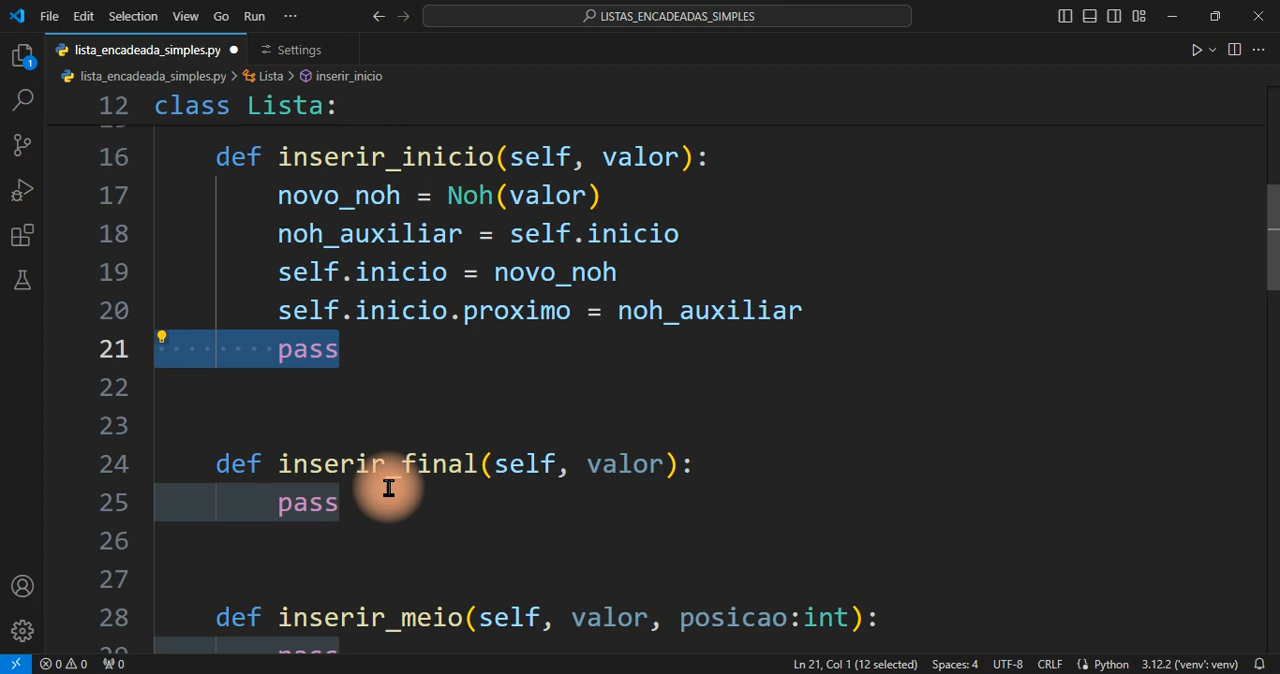 File Edit Selection View Go Run ··· LISTAS_ENCADEADAS_SIMPLES
lista_encadeada_simples.py Settings
lista_encadeada_simples.py > Lista > inserir_inicio
1
12 class Lista:
16 def inserir_inicio(self, valor):
17 novo_noh = Noh(valor)
18 noh_auxiliar = self.inicio
19 self.inicio = novo_noh
20 self.inicio.proximo = noh_auxiliar
21 pass
22
23
24 def inserir_final(self, valor):
25 pass
26
27
28 def inserir_meio(self, valor, posicao:int):
29 pass
0 0 0 Ln 21, Col 1 (12 selected) Spaces: 4 UTF-8 CRLF Python 3.12.2 ('venv': venv)